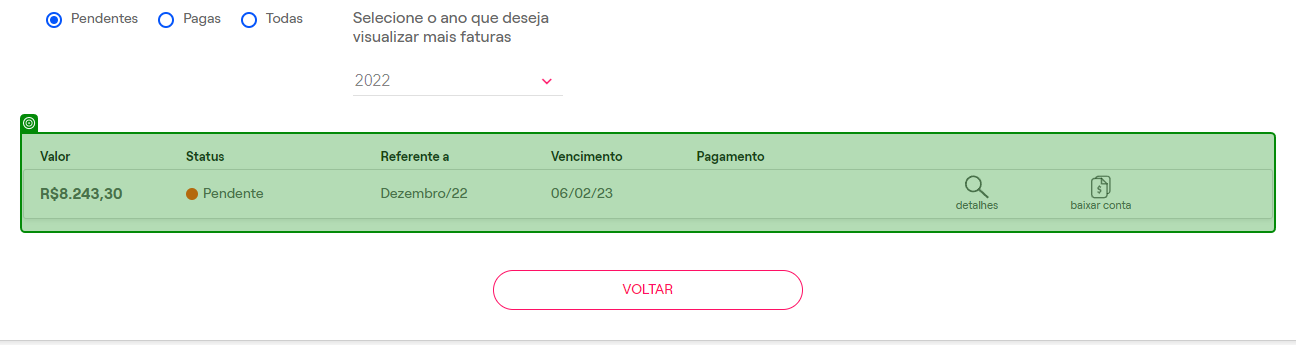 Pendentes Pagas Todas
Selecione o ano que deseja
visualizar mais faturas
2022
Valor Status Referente a Vencimento Pagamento
R$8.243,30 Pendente Dezembro/22 06/02/23
detalhes baixar conta
VOLTAR